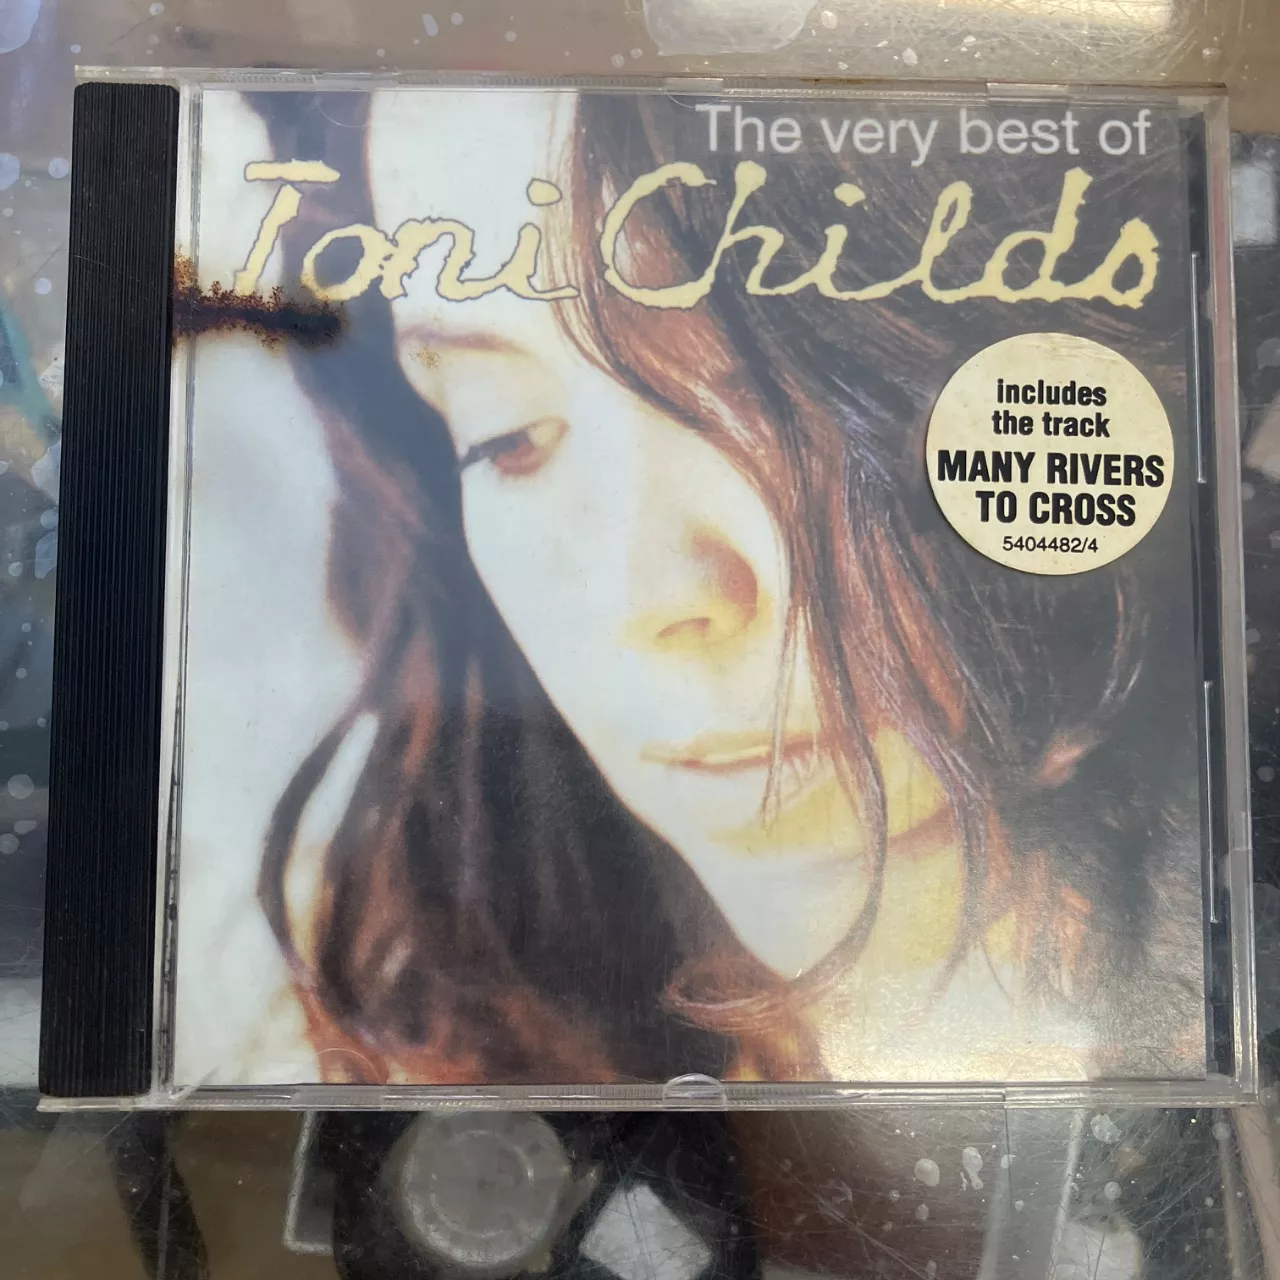 The very best of
Toni Childs
includes
the track
MANY RIVERS
TO CROSS
5404482/4